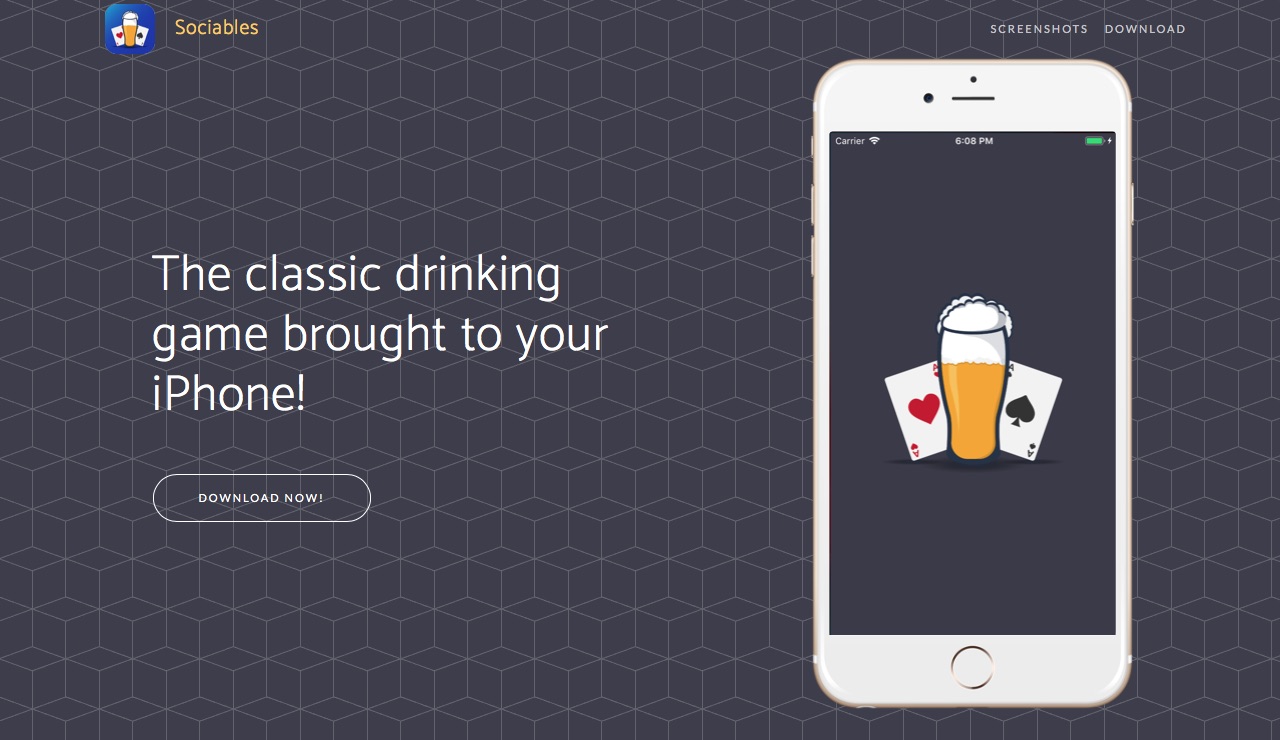 Sociables
SCREENSHOTS DOWNLOAD
Carrier 6:08 PM
The classic drinking
game brought to your
iPhone!
A A
A A
DOWNLOAD NOW!